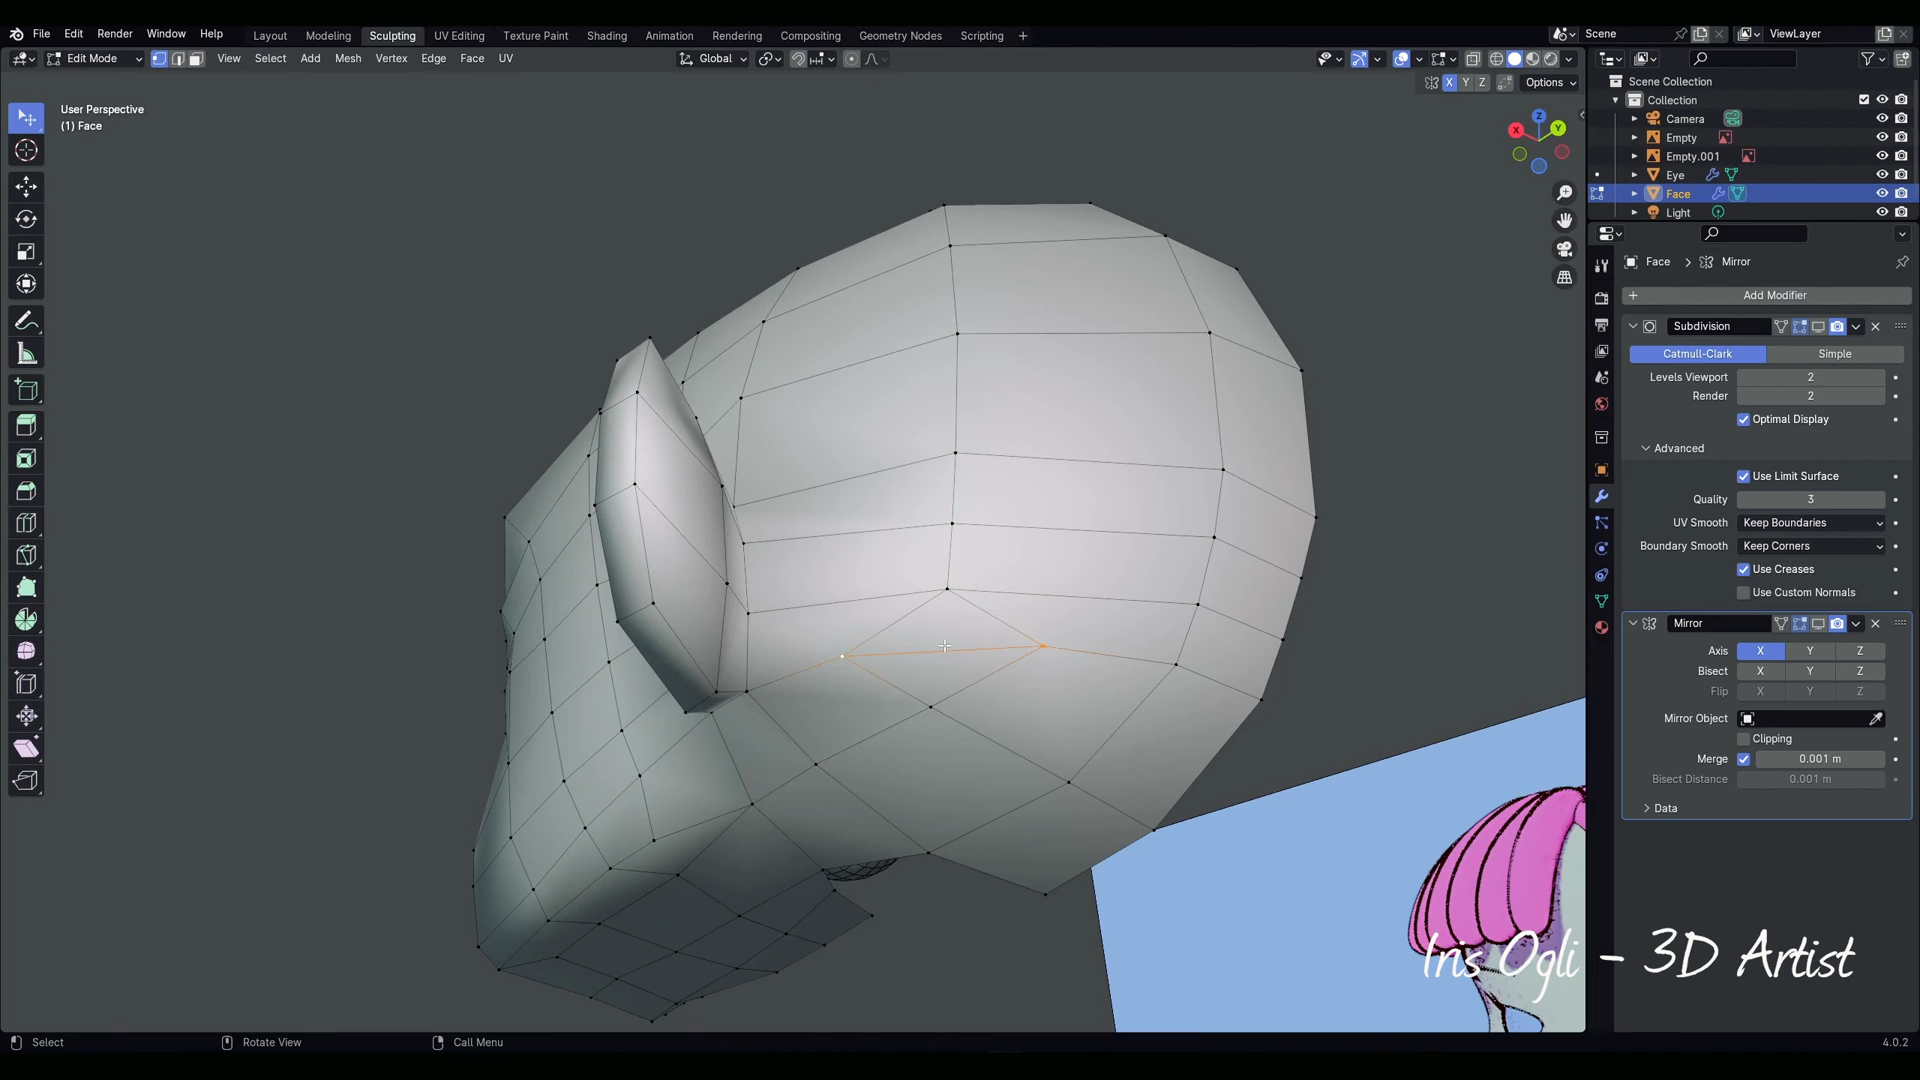 File Edit Render Window Help Layout Modeling Sculpting UV Editing Texture Paint Shading Animation Rendering Compositing Geometry Nodes Scripting + Scene ViewLayer
Edit Mode View Select Add Mesh Vertex Edge Face UV Global
X Y Z Options
User Perspective
(1) Face
Z
X Y
Scene Collection
Collection
Camera
Empty
Empty.001
Eye
Face
Light
Face > Mirror
+ Add Modifier
Subdivision
Catmull-Clark Simple
Levels Viewport 2
Render 2
Optimal Display
Advanced
Use Limit Surface
Quality 3
UV Smooth Keep Boundaries
Boundary Smooth Keep Corners
Use Creases
Use Custom Normals
Mirror
Axis X Y Z
Bisect X Y Z
Flip X Y Z
Mirror Object
Clipping
Merge 0.001 m
Bisect Distance 0.001 m
Data
Iris Ogli - 3D Artist
Select Rotate View Call Menu 4.0.2